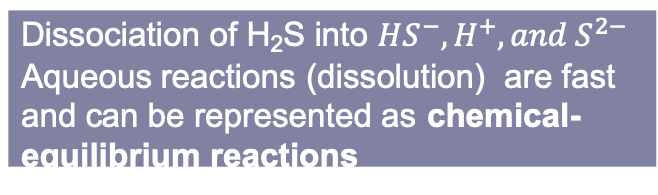 Dissociation of H₂S into HS⁻, H⁺, and S²⁻
Aqueous reactions (dissolution) are fast
and can be represented as chemical-
equilibrium reactions